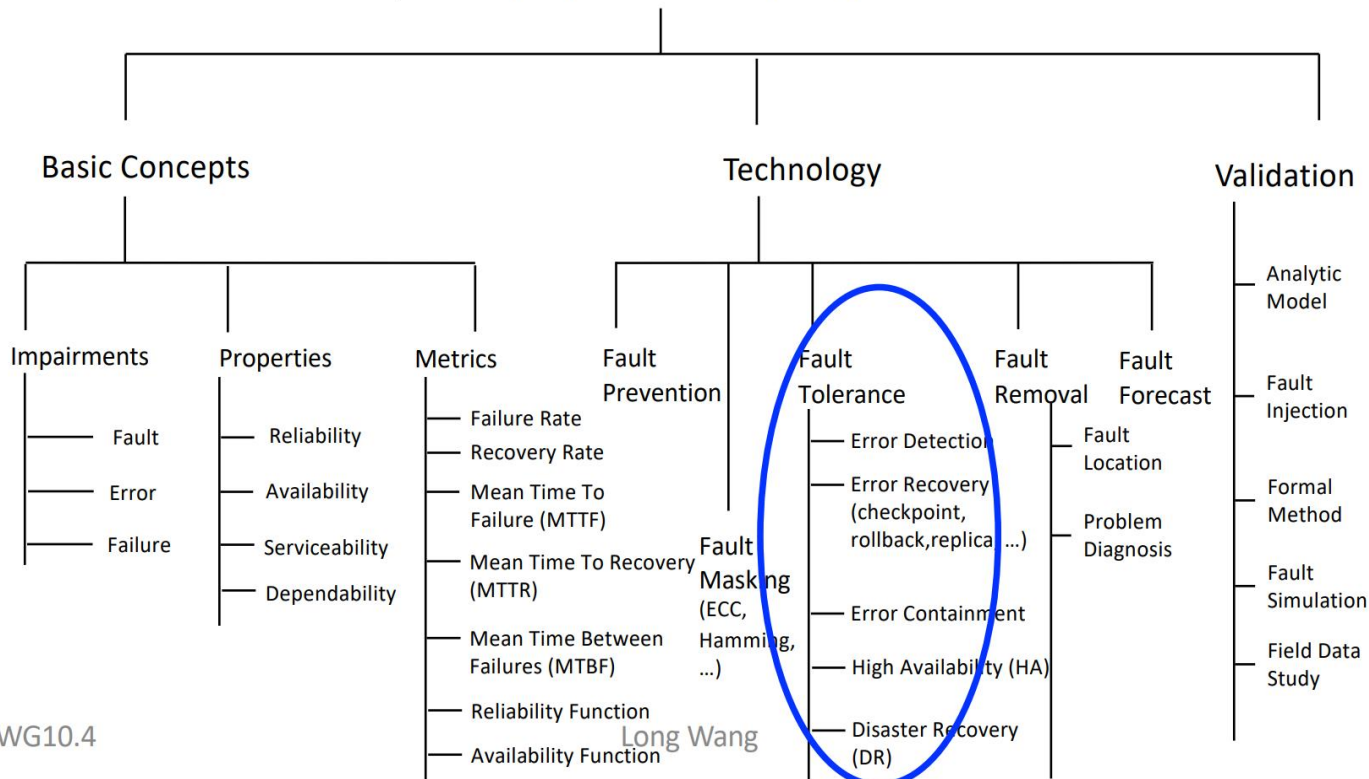 Basic Concepts
Technology
Validation
Impairments
Fault
Error
Failure
Properties
Reliability
Availability
Serviceability
Dependability
Metrics
Failure Rate
Recovery Rate
Mean Time To
Failure (MTTF)
Mean Time To Recovery
(MTTR)
Mean Time Between
Failures (MTBF)
Reliability Function
Availability Function
Fault
Prevention
Fault
Masking
(ECC,
Hamming,
...)
Fault
Tolerance
Error Detection
Error Recovery
(checkpoint,
rollback,replica, ...)
Error Containment
High Availability (HA)
Disaster Recovery
(DR)
Fault
Removal
Fault
Location
Problem
Diagnosis
Fault
Forecast
Analytic
Model
Fault
Injection
Formal
Method
Fault
Simulation
Field Data
Study
WG10.4
Long Wang